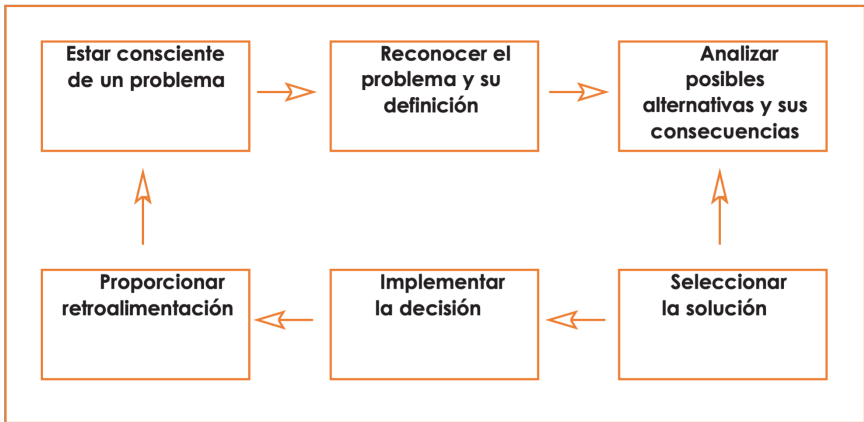 Estar consciente
de un problema
Reconocer el
problema y su
definición
Analizar
posibles
alternativas y sus
consecuencias
Proporcionar
retroalimentación
Implementar
la decisión
Seleccionar
la solución